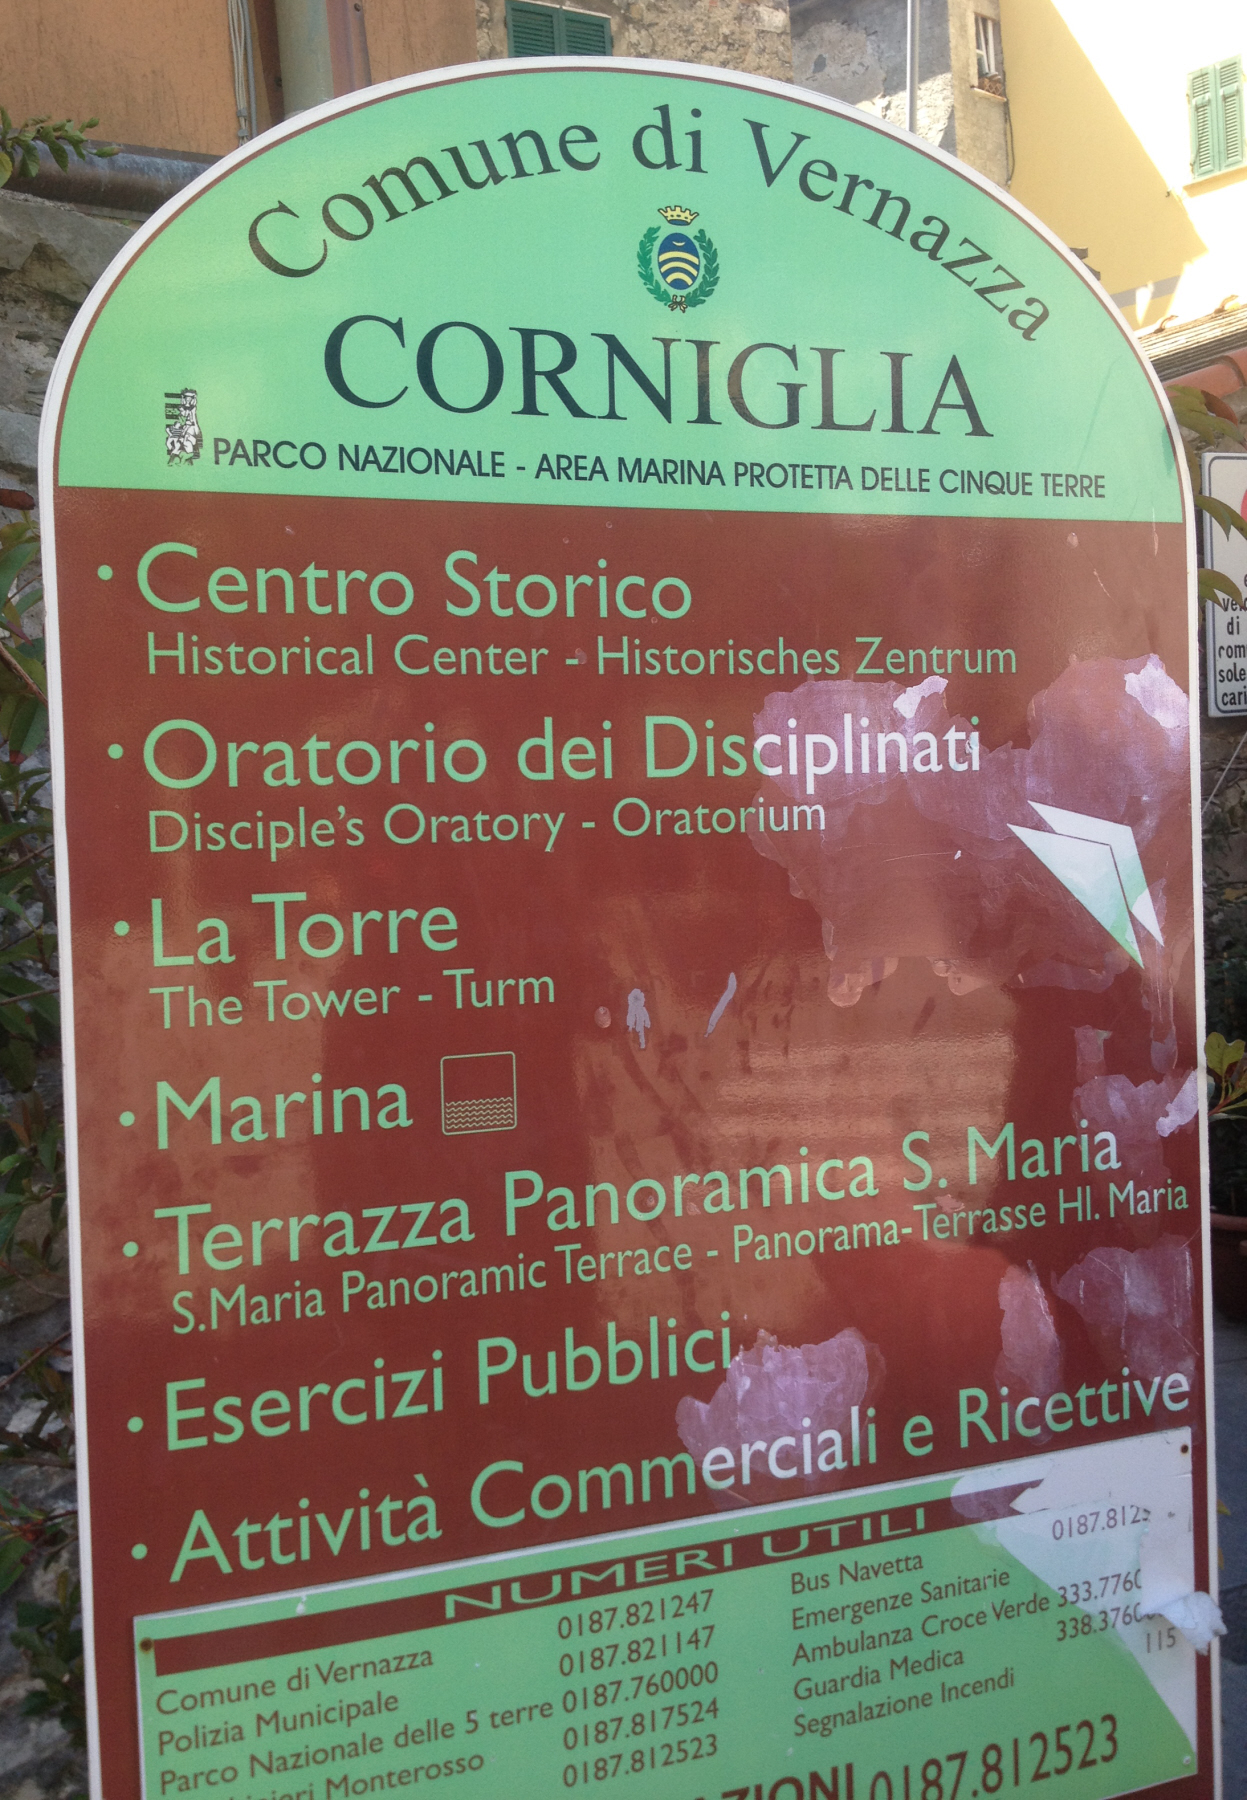 Comune di Vernazza
CORNIGLIA
PARCO NAZIONALE - AREA MARINA PROTETTA DELLE CINQUE TERRE
• Centro Storico
Historical Center - Historisches Zentrum
• Oratorio dei Disciplinati
Disciple's Oratory - Oratorium
• La Torre
The Tower - Turm
• Marina
• Terrazza Panoramica S. Maria
S.Maria Panoramic Terrace - Panorama-Terrasse Hl. Maria
• Esercizi Pubblici
• Attività Commerciali e Ricettive
NUMERI UTILI
Comune di Vernazza 0187.821247
Polizia Municipale 0187.821147
Parco Nazionale delle 5 terre 0187.760000
Monterosso 0187.817524
0187.812523
Bus Navetta
Emergenze Sanitarie
Ambulanza Croce Verde
Guardia Medica
Segnalazione Incendi 115
0187.812523
di